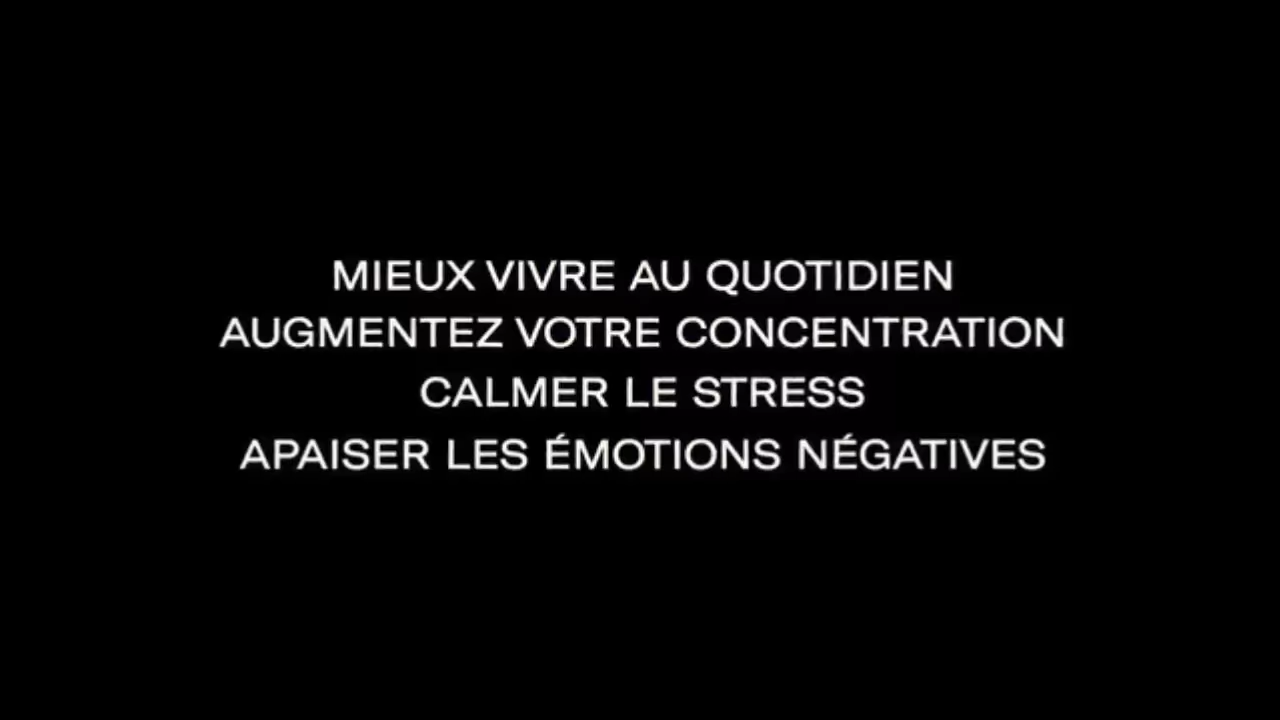 MIEUX VIVRE AU QUOTIDIEN
AUGMENTEZ VOTRE CONCENTRATION
CALMER LE STRESS
APAISER LES ÉMOTIONS NÉGATIVES